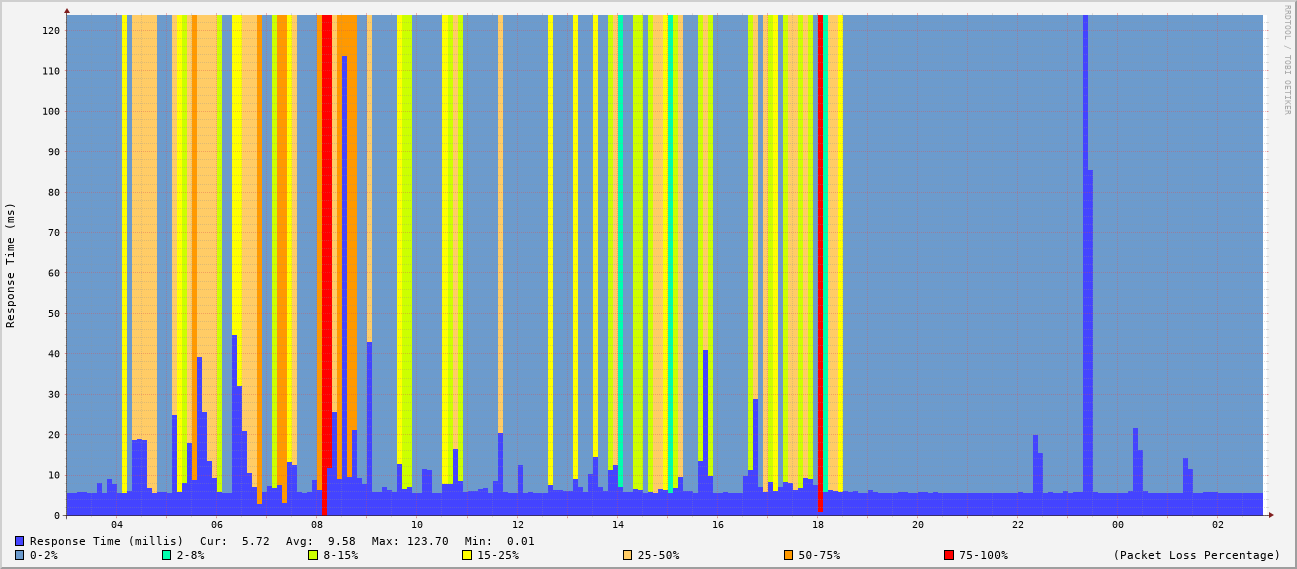 RRDTOOL / TOBI OETIKER
Response Time (ms)
120
110
100
90
80
70
60
50
40
30
20
10
0
04 06 08 10 12 14 16 18 20 22 00 02
Response Time (millis) Cur: 5.72 Avg: 9.58 Max: 123.70 Min: 0.01
0-2% 2-8% 8-15% 15-25% 25-50% 50-75% 75-100% (Packet Loss Percentage)